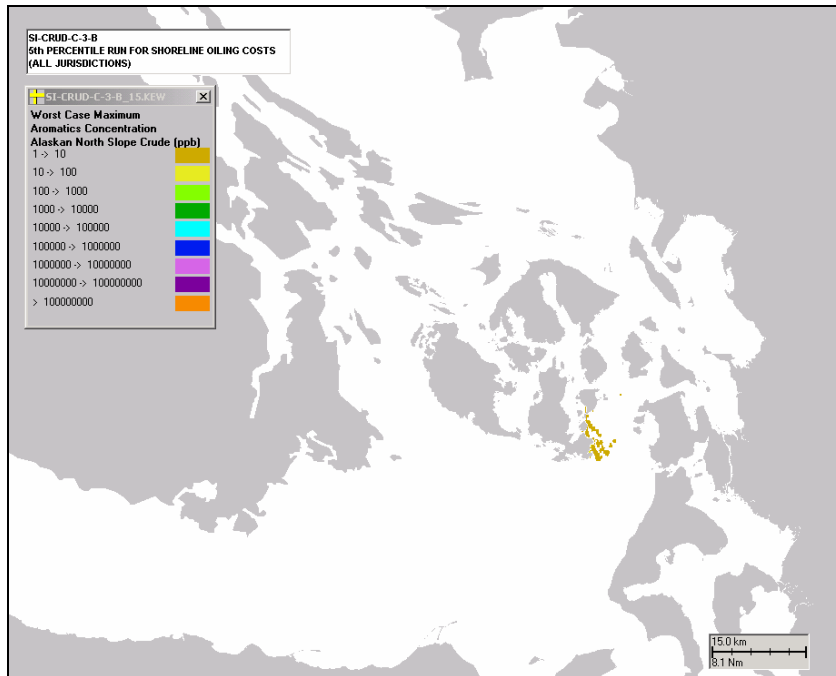 SI-CRUD-C-3-B
5th PERCENTILE RUN FOR SHORELINE OILING COSTS
(ALL JURISDICTIONS)
SI-CRUD-C-3-B_15.KEW
Worst Case Maximum
Aromatics Concentration
Alaskan North Slope Crude (ppb)
1 -> 10
10 -> 100
100 -> 1000
1000 -> 10000
10000 -> 100000
100000 -> 1000000
1000000 -> 10000000
10000000 -> 100000000
> 100000000
15.0 km
8.1 Nm